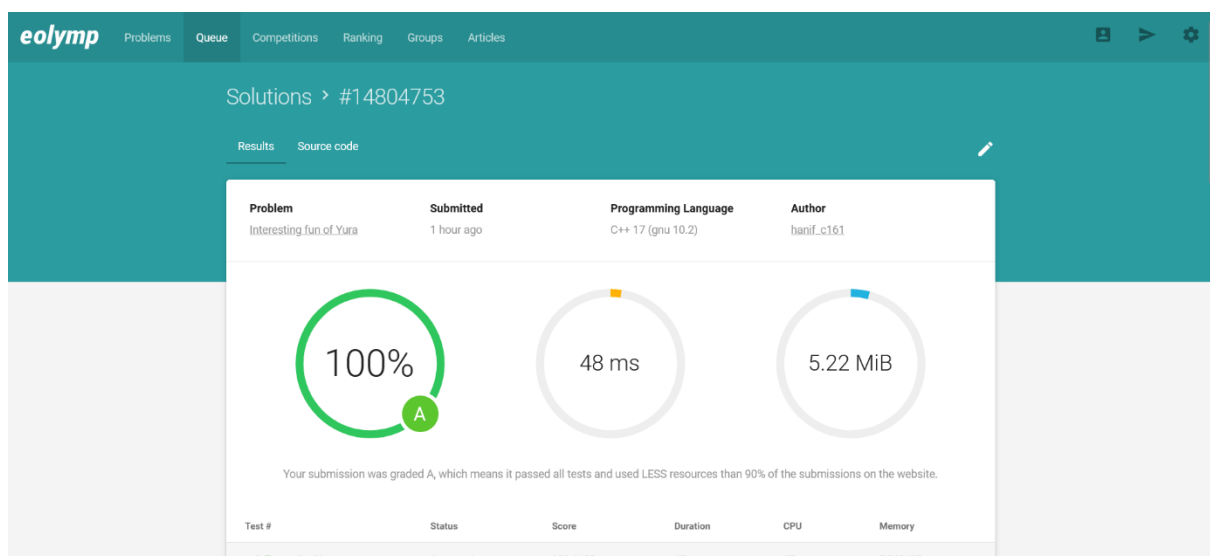 eolymp Problems Queue Competitions Ranking Groups Articles
Solutions > #14804753
Results Source code
Problem Submitted Programming Language Author
Interesting fun of Yura 1 hour ago C++ 17 (gnu 10.2) hanif_c161
100% 48 ms 5.22 MiB
A
Your submission was graded A, which means it passed all tests and used LESS resources than 90% of the submissions on the website.
Test # Status Score Duration CPU Memory